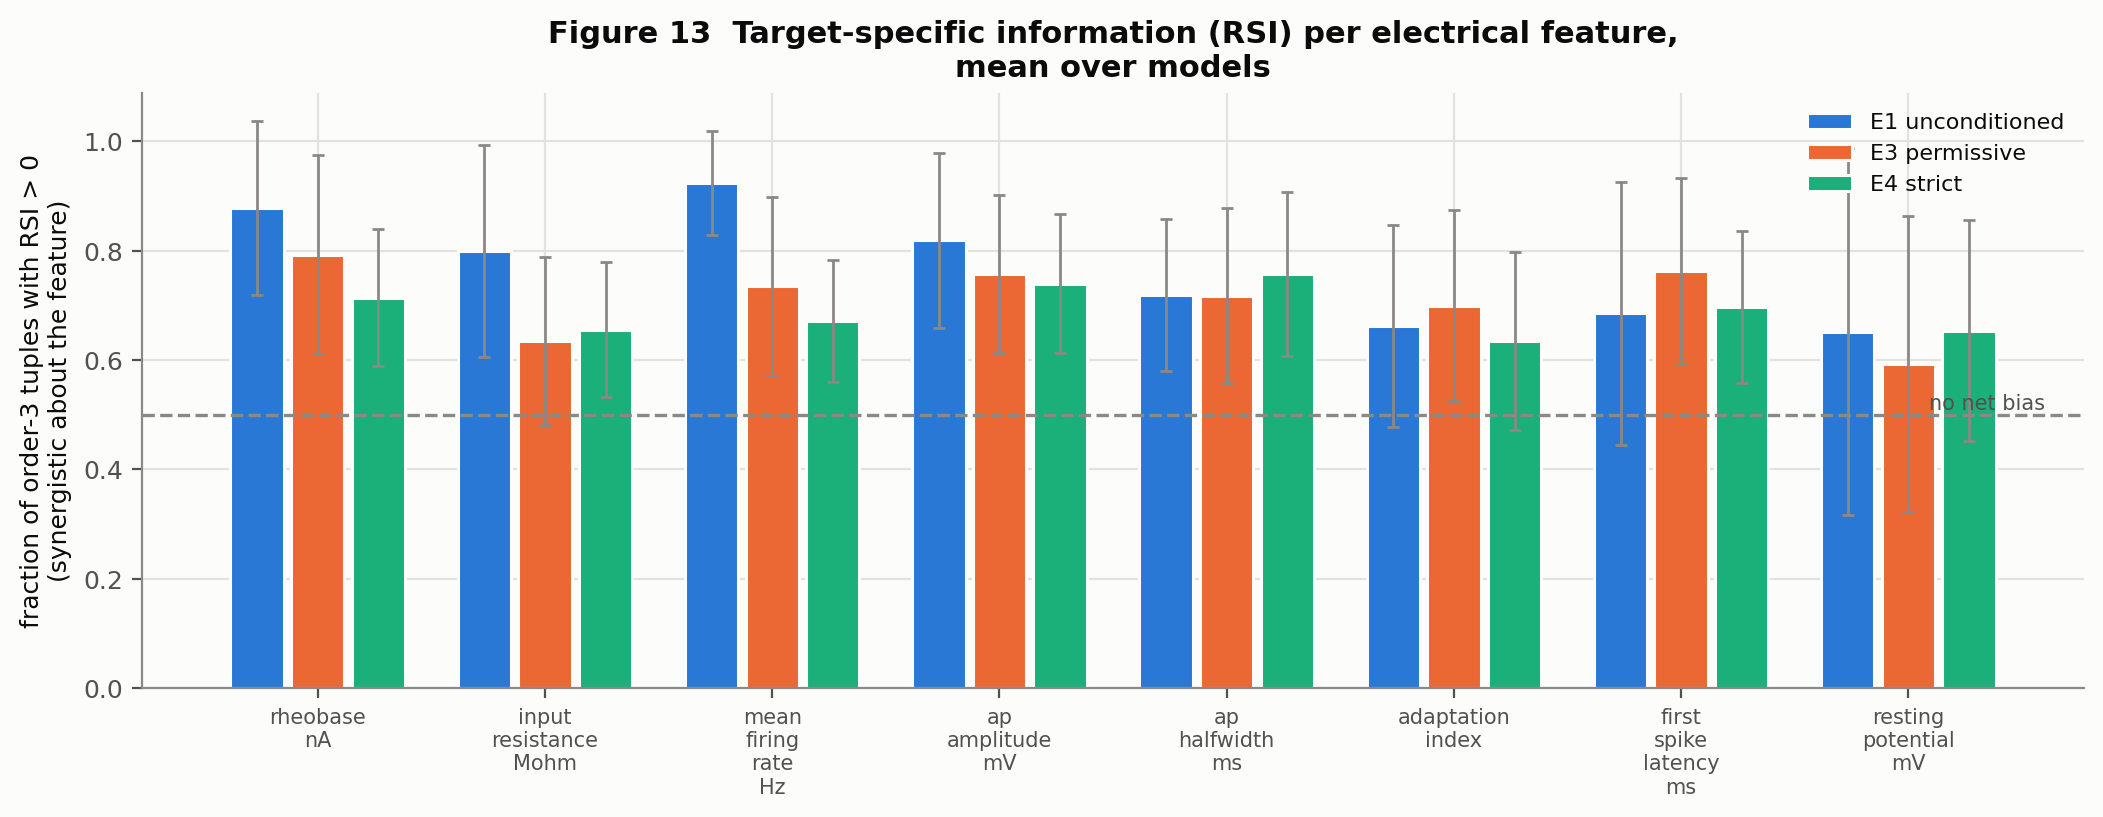 Figure 13  Target-specific information (RSI) per electrical feature,
mean over models
fraction of order-3 tuples with RSI > 0
(synergistic about the feature)
1.0
0.8
0.6
0.4
0.2
0.0
E1 unconditioned
E3 permissive
E4 strict
no net bias
rheobase
nA
input
resistance
Mohm
mean
firing
rate
Hz
ap
amplitude
mV
ap
halfwidth
ms
adaptation
index
first
spike
latency
ms
resting
potential
mV